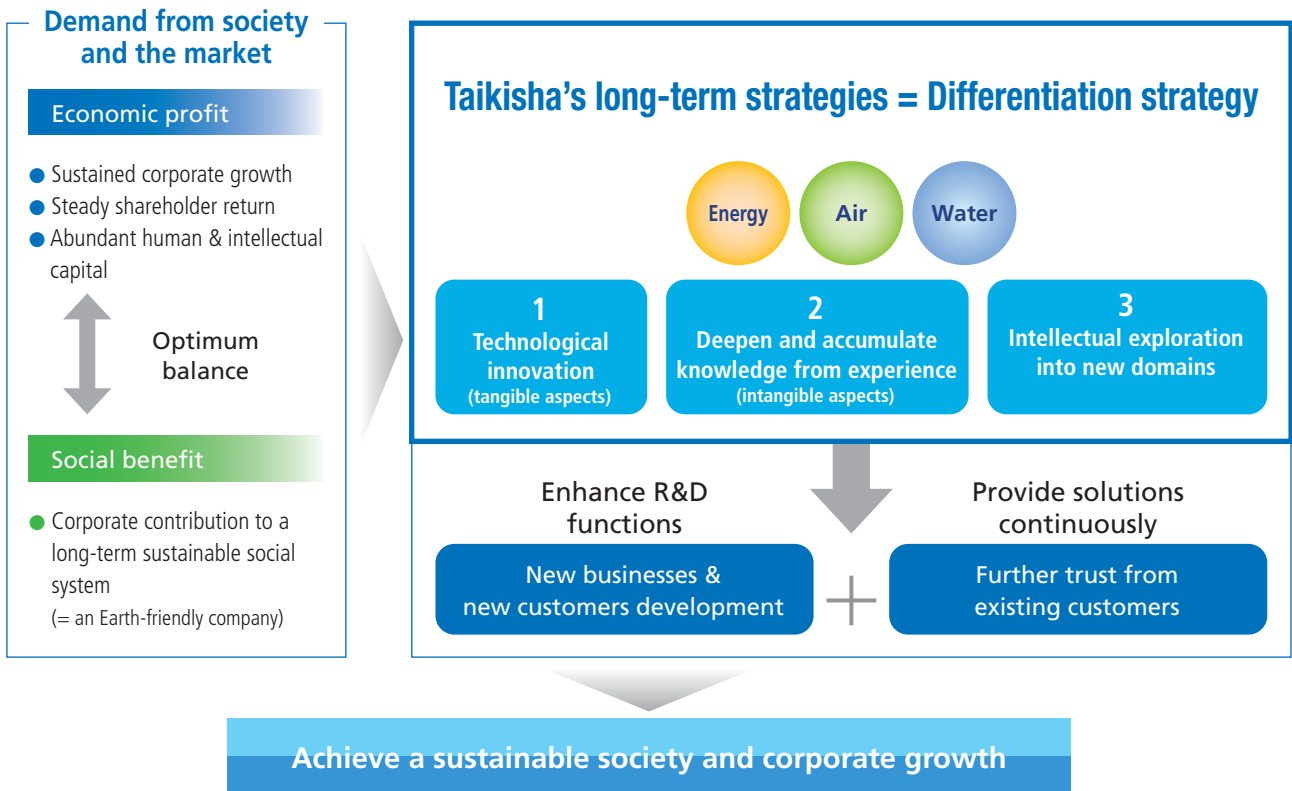 Demand from society
and the market
Economic profit
● Sustained corporate growth
● Steady shareholder return
● Abundant human & intellectual
capital
Optimum
balance
Social benefit
● Corporate contribution to a
long-term sustainable social
system
(= an Earth-friendly company)
Taikisha’s long-term strategies = Differentiation strategy
Energy
Air
Water
1
Technological
innovation
(tangible aspects)
2
Deepen and accumulate
knowledge from experience
(intangible aspects)
3
Intellectual exploration
into new domains
Enhance R&D
functions
New businesses &
new customers development
Provide solutions
continuously
Further trust from
existing customers
Achieve a sustainable society and corporate growth